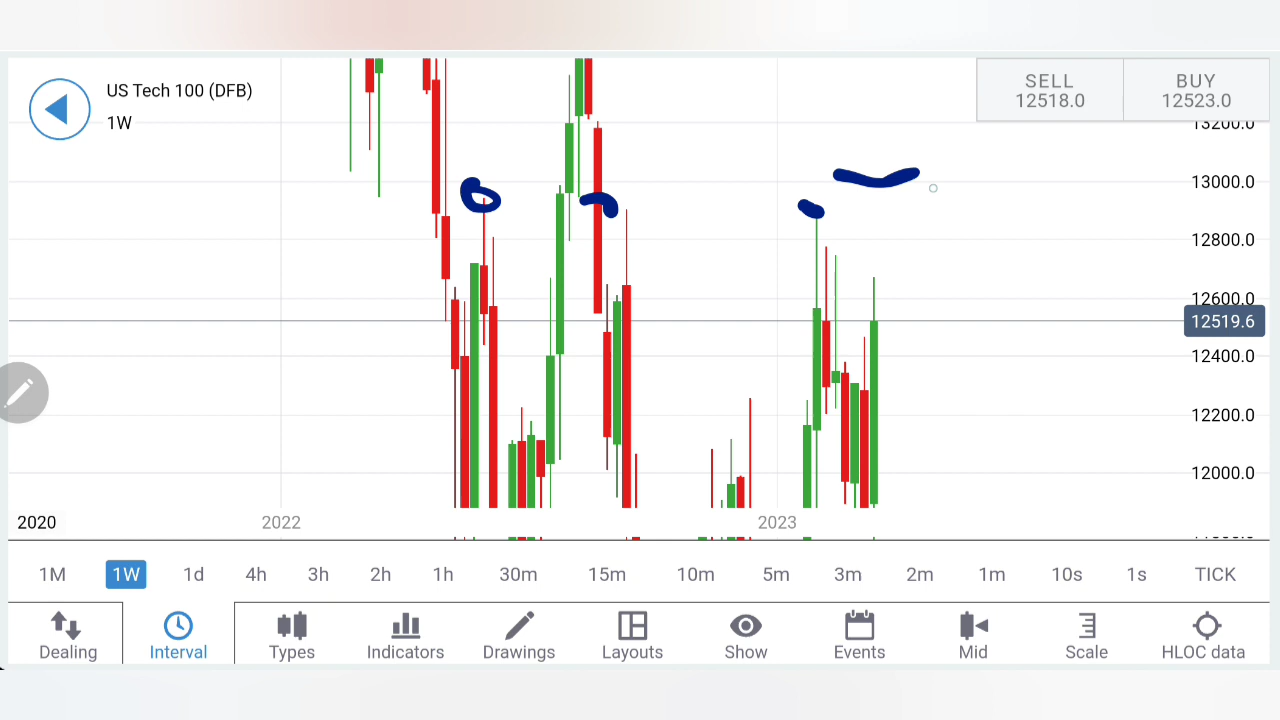 US Tech 100 (DFB)
1W
SELL
12518.0
BUY
12523.0
13200.0
13000.0
12800.0
12600.0
12519.6
12400.0
12200.0
12000.0
2020
2022
2023
1M 1W 1d 4h 3h 2h 1h 30m 15m 10m 5m 3m 2m 1m 10s 1s TICK
Dealing Interval Types Indicators Drawings Layouts Show Events Mid Scale HLOC data